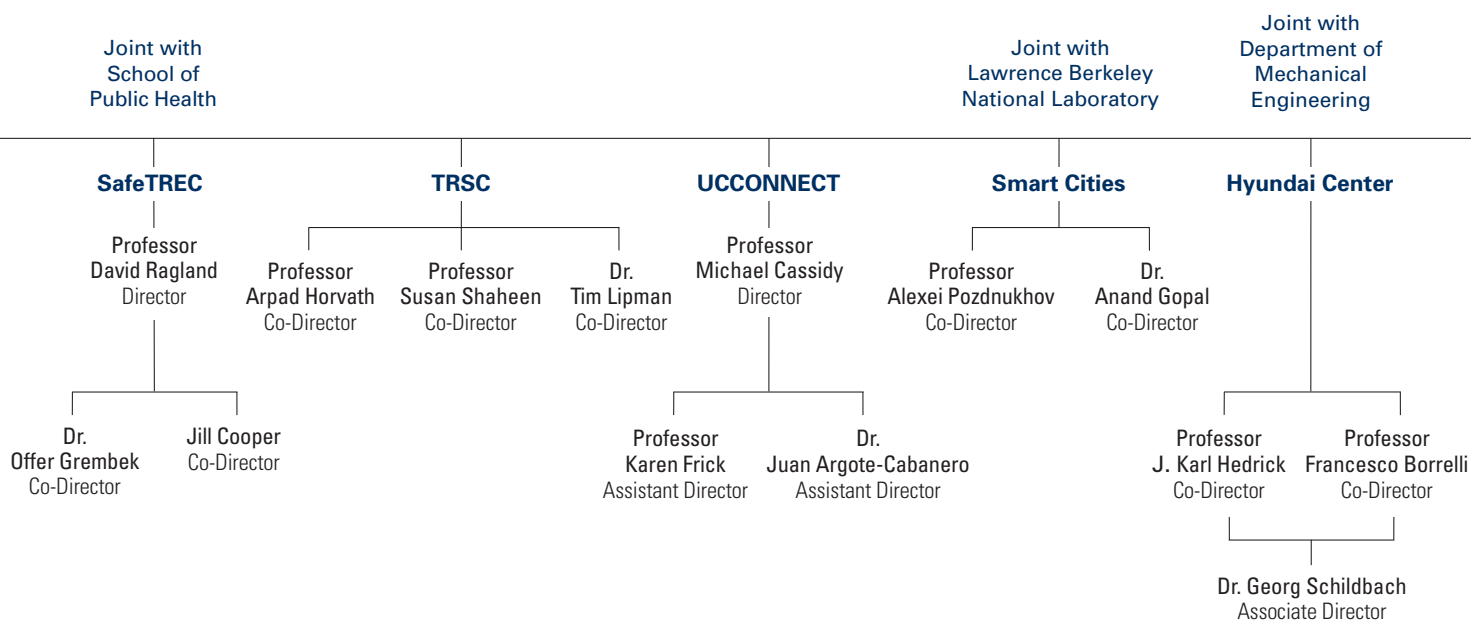 Joint with
School of
Public Health
Joint with
Lawrence Berkeley
National Laboratory
Joint with
Department of
Mechanical
Engineering
SafeTREC
TRSC
UCCONNECT
Smart Cities
Hyundai Center
Professor
David Ragland
Director
Professor
Arpad Horvath
Co-Director
Professor
Susan Shaheen
Co-Director
Dr.
Tim Lipman
Co-Director
Professor
Michael Cassidy
Director
Professor
Alexei Pozdnukhov
Co-Director
Dr.
Anand Gopal
Co-Director
Dr.
Offer Grembek
Co-Director
Jill Cooper
Co-Director
Professor
Karen Frick
Assistant Director
Dr.
Juan Argote-Cabanero
Assistant Director
Professor
J. Karl Hedrick
Co-Director
Professor
Francesco Borrelli
Co-Director
Dr. Georg Schildbach
Associate Director